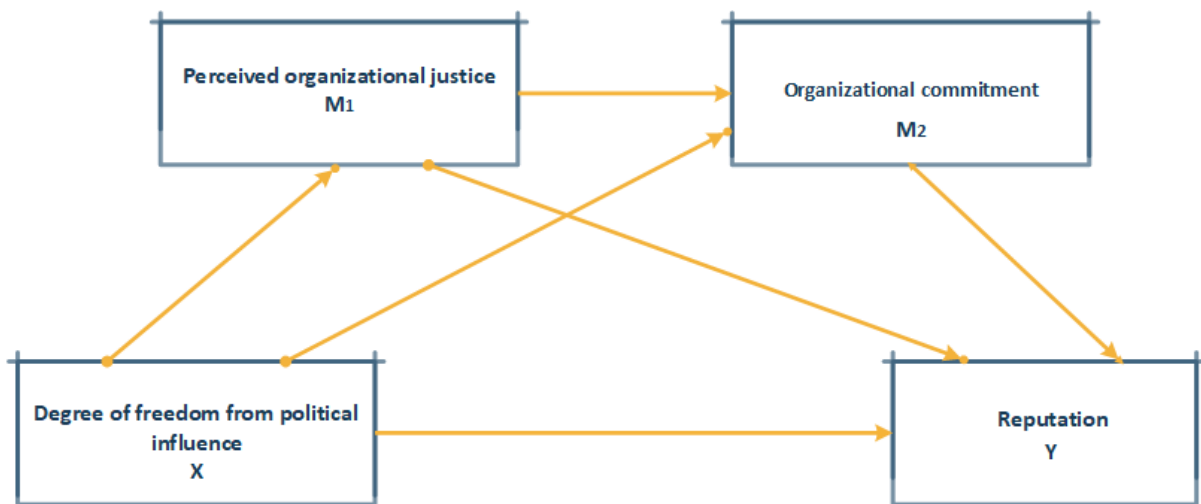 Perceived organizational justice
M1
Organizational commitment
M2
Degree of freedom from political
influence
X
Reputation
Y